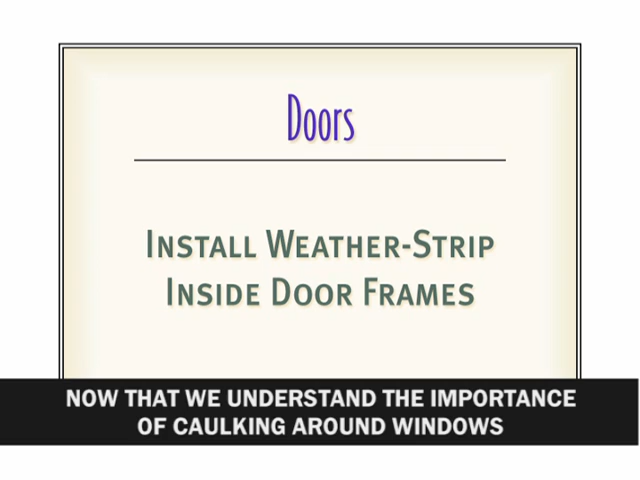 Doors
Install Weather-Strip
Inside Door Frames
NOW THAT WE UNDERSTAND THE IMPORTANCE
OF CAULKING AROUND WINDOWS